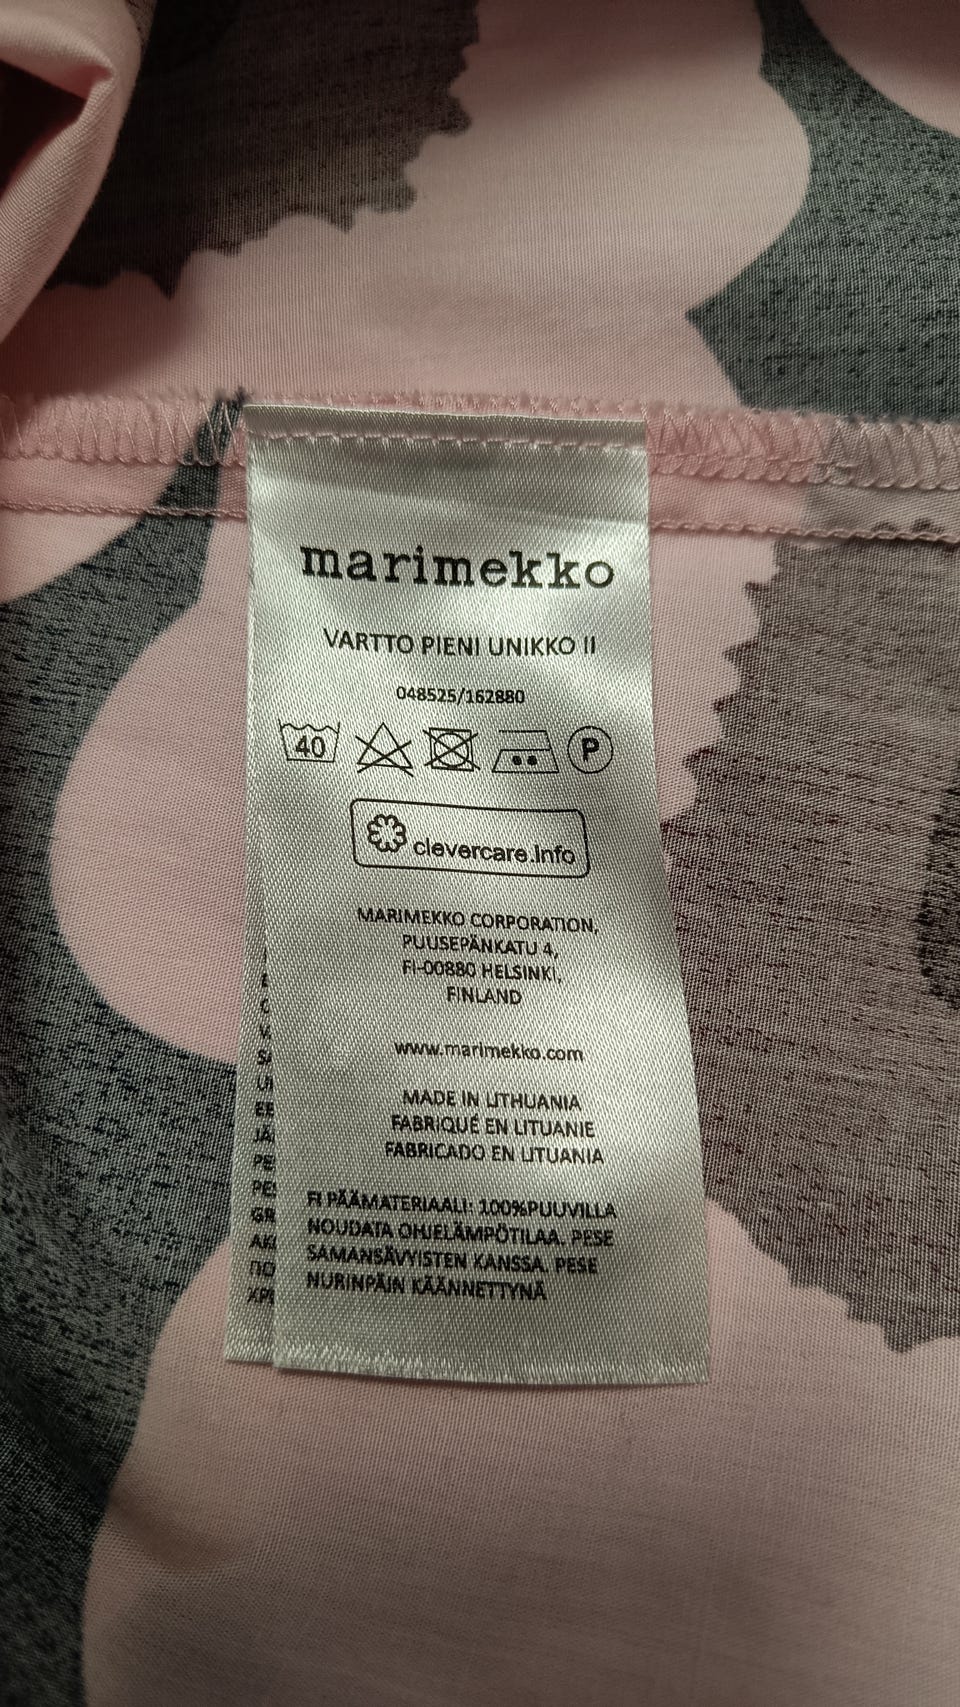 marimekko
VARTTO PIENI UNIKKO II
048525/162880
40
P
clevercare.info
MARIMEKKO CORPORATION,
PUUSEPÄNKATU 4,
FI-00880 HELSINKI,
FINLAND
www.marimekko.com
MADE IN LITHUANIA
FABRIQUÉ EN LITUANIE
FABRICADO EN LITUANIA
FI PÄÄMATERIAALI: 100%PUUVILLA
NOUDATA OHJELÄMPÖTILAA. PESE
SAMANSÄVYISTEN KANSSA. PESE
NURINPÄIN KÄÄNNETTYNÄ